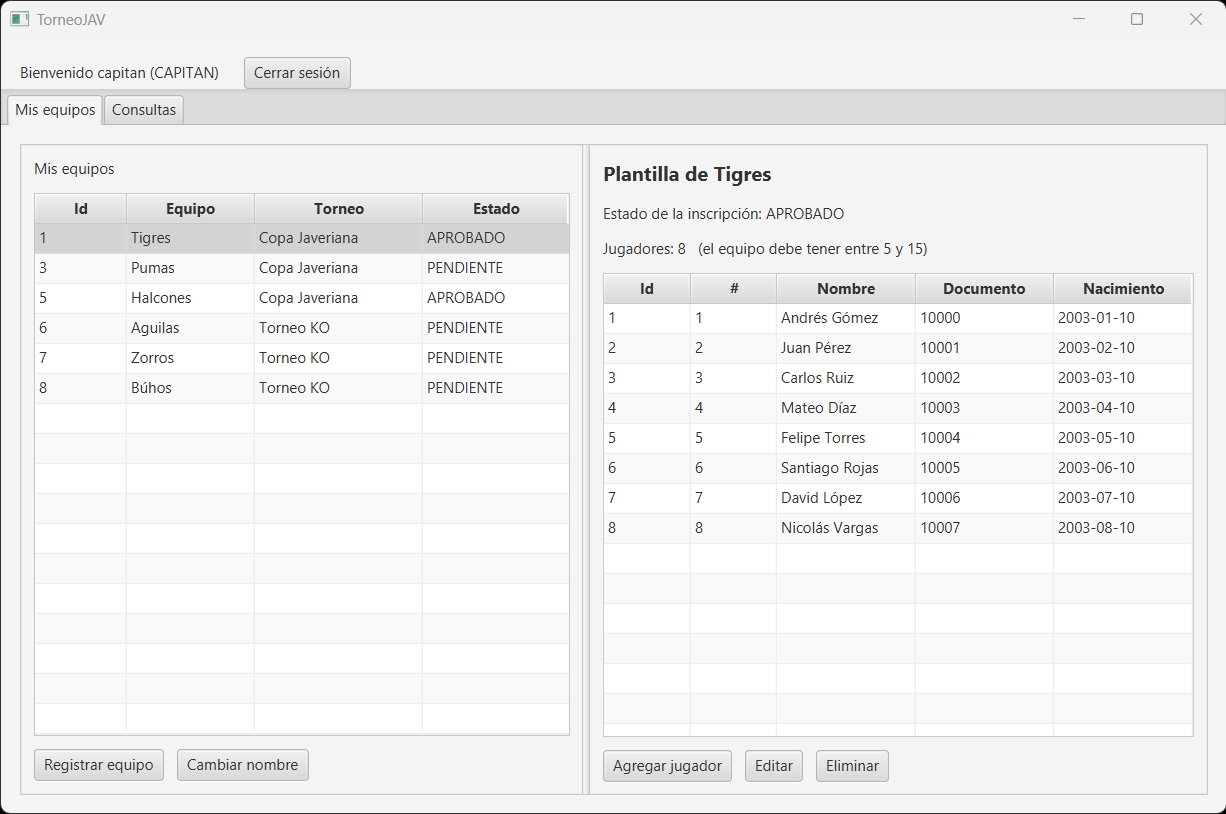 TorneoJAV
Bienvenido capitan (CAPITAN) Cerrar sesión
Mis equipos Consultas
Mis equipos
Id Equipo Torneo Estado
1 Tigres Copa Javeriana APROBADO
3 Pumas Copa Javeriana PENDIENTE
5 Halcones Copa Javeriana APROBADO
6 Aguilas Torneo KO PENDIENTE
7 Zorros Torneo KO PENDIENTE
8 Búhos Torneo KO PENDIENTE
Registrar equipo Cambiar nombre
Plantilla de Tigres
Estado de la inscripción: APROBADO
Jugadores: 8 (el equipo debe tener entre 5 y 15)
Id # Nombre Documento Nacimiento
1 1 Andrés Gómez 10000 2003-01-10
2 2 Juan Pérez 10001 2003-02-10
3 3 Carlos Ruiz 10002 2003-03-10
4 4 Mateo Díaz 10003 2003-04-10
5 5 Felipe Torres 10004 2003-05-10
6 6 Santiago Rojas 10005 2003-06-10
7 7 David López 10006 2003-07-10
8 8 Nicolás Vargas 10007 2003-08-10
Agregar jugador Editar Eliminar